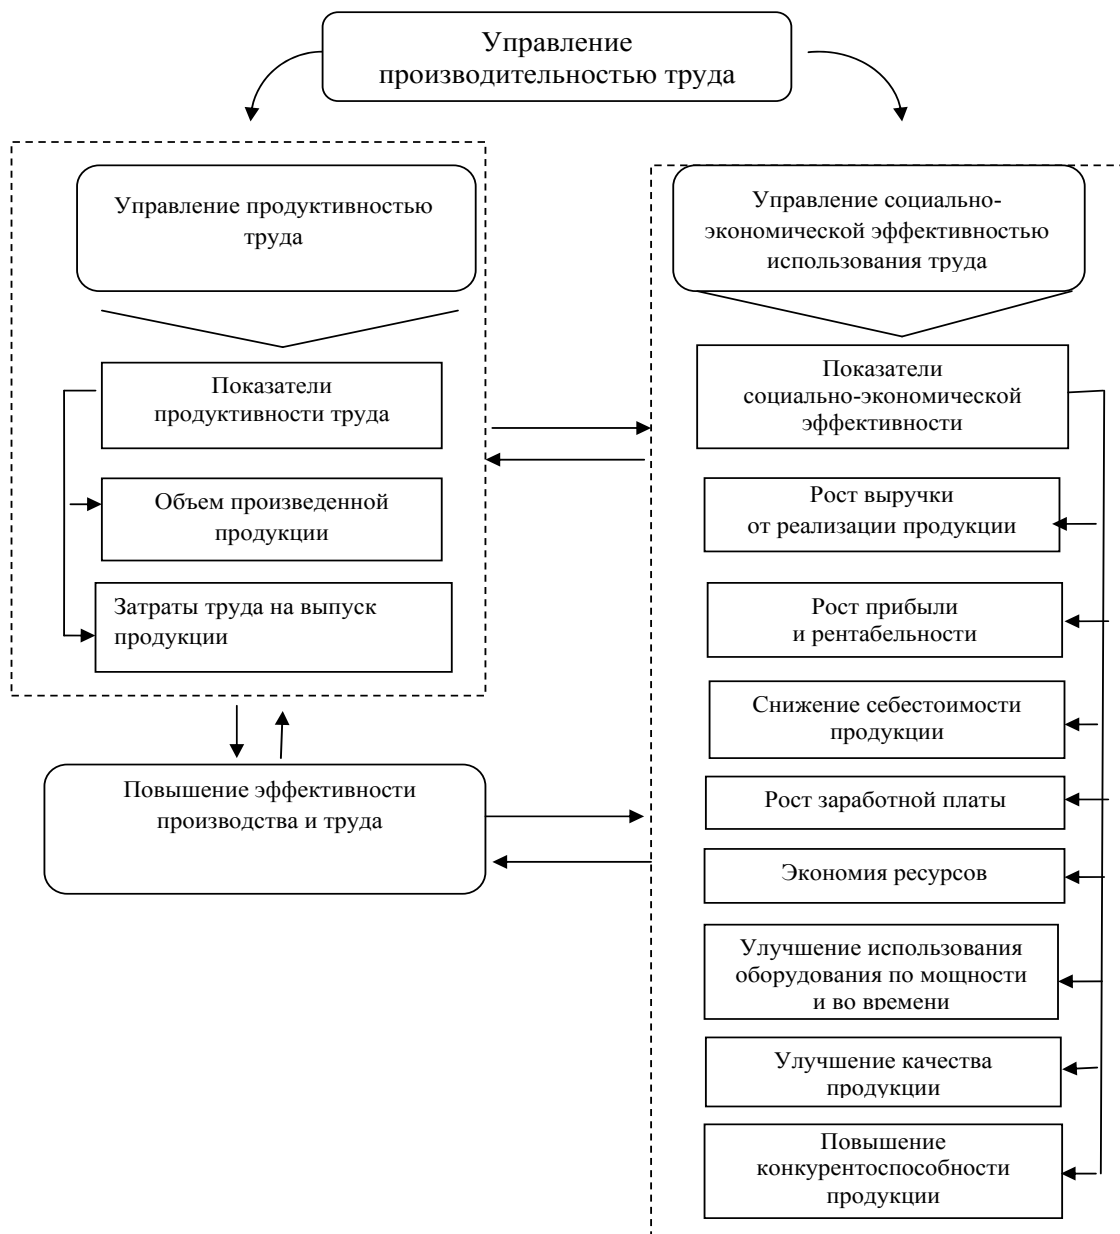 Управление
производительностью труда
Управление продуктивностью
труда
Показатели
продуктивности труда
Объем произведенной
продукции
Затраты труда на выпуск
продукции
Повышение эффективности
производства и труда
Управление социально-
экономической эффективностью
использования труда
Показатели
социально-экономической
эффективности
Рост выручки
от реализации продукции
Рост прибыли
и рентабельности
Снижение себестоимости
продукции
Рост заработной платы
Экономия ресурсов
Улучшение использования
оборудования по мощности
и во времени
Улучшение качества
продукции
Повышение
конкурентоспособности
продукции